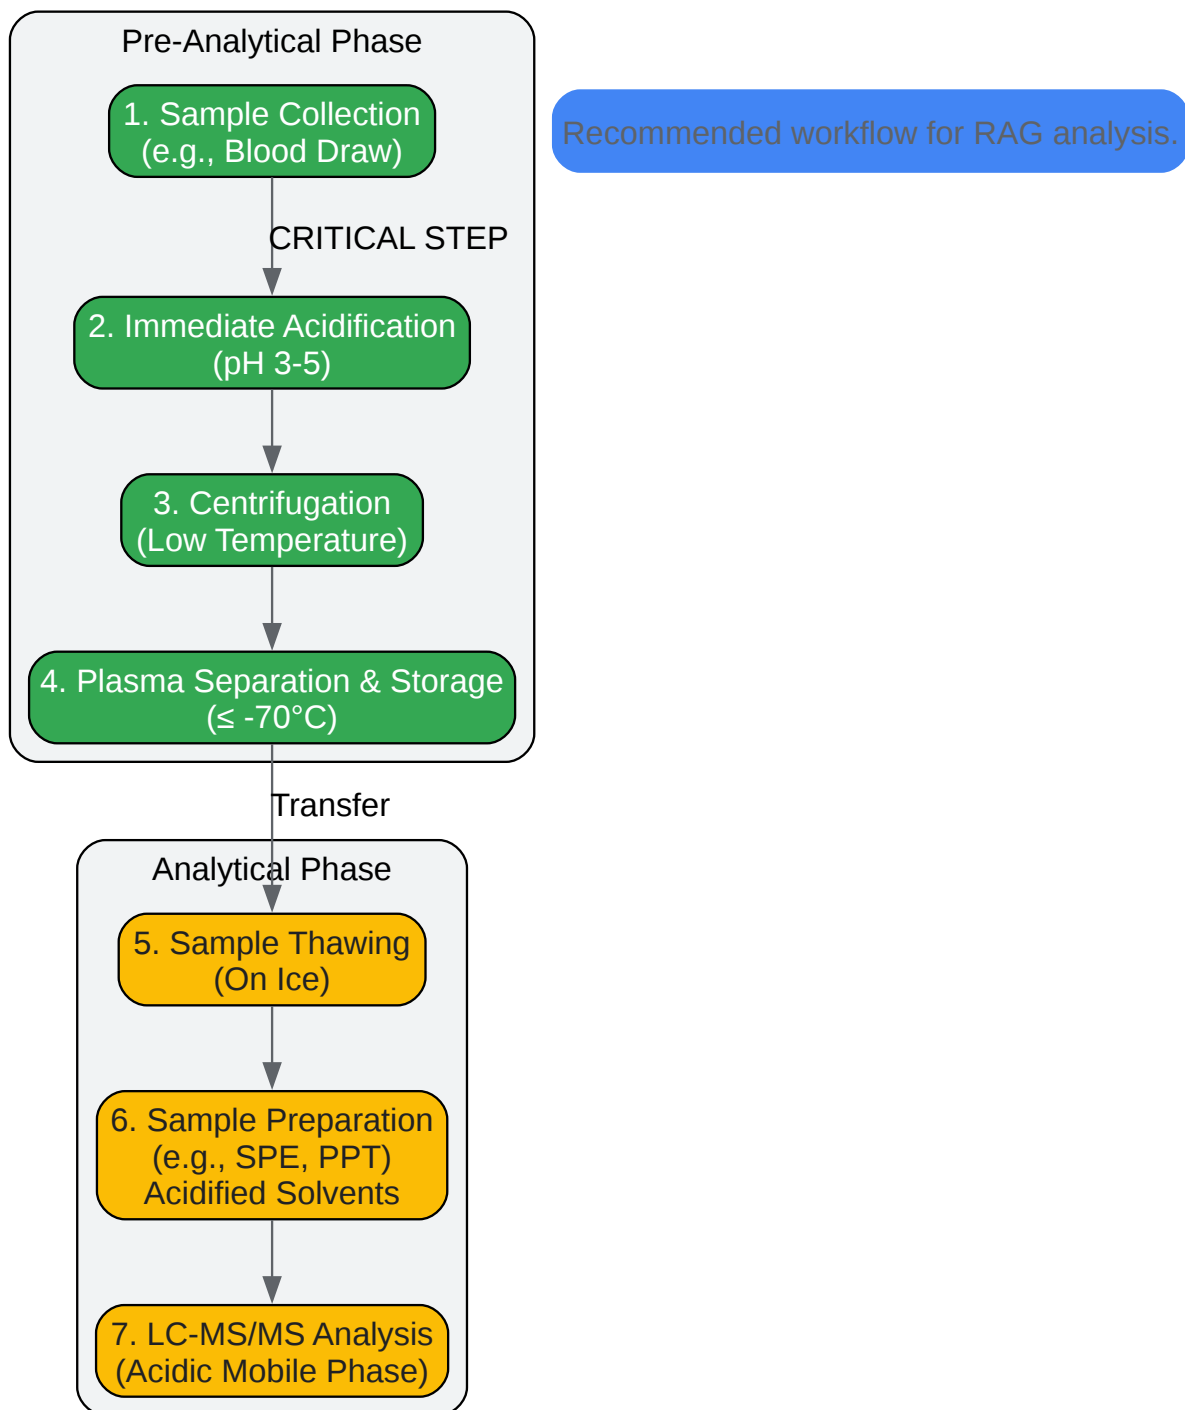 Pre-Analytical Phase
1. Sample Collection
(e.g., Blood Draw)
Recommended workflow for RAG analysis.
CRITICAL STEP
2. Immediate Acidification
(pH 3-5)
3. Centrifugation
(Low Temperature)
4. Plasma Separation & Storage
(≤ -70°C)
Transfer
Analytical Phase
5. Sample Thawing
(On Ice)
6. Sample Preparation
(e.g., SPE, PPT)
Acidified Solvents
7. LC-MS/MS Analysis
(Acidic Mobile Phase)